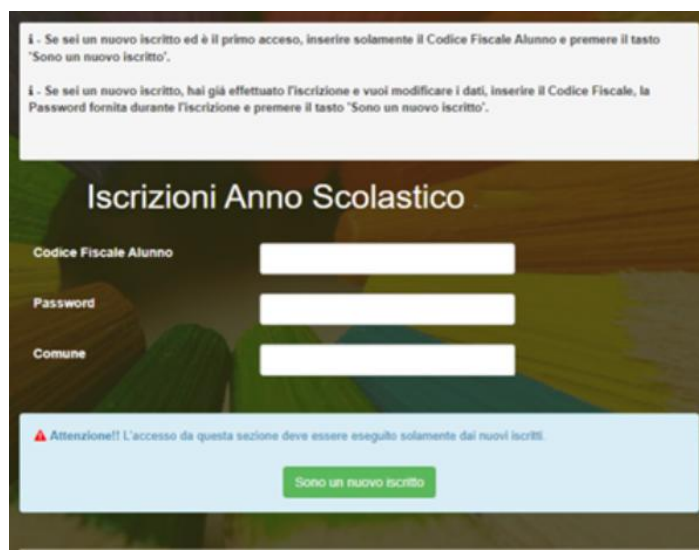 i - Se sei un nuovo iscritto ed è il primo accesso, inserire solamente il Codice Fiscale Alunno e premere il tasto
'Sono un nuovo iscritto'.
i - Se sei un nuovo iscritto, hai già effettuato l'iscrizione e vuoi modificare i dati, inserire il Codice Fiscale, la
Password fornita durante l'iscrizione e premere il tasto 'Sono un nuovo iscritto'.
Iscrizioni Anno Scolastico
Codice Fiscale Alunno
Password
Comune
Attenzione!! L'accesso da questa sezione deve essere eseguito solamente dai nuovi iscritti.
Sono un nuovo iscritto